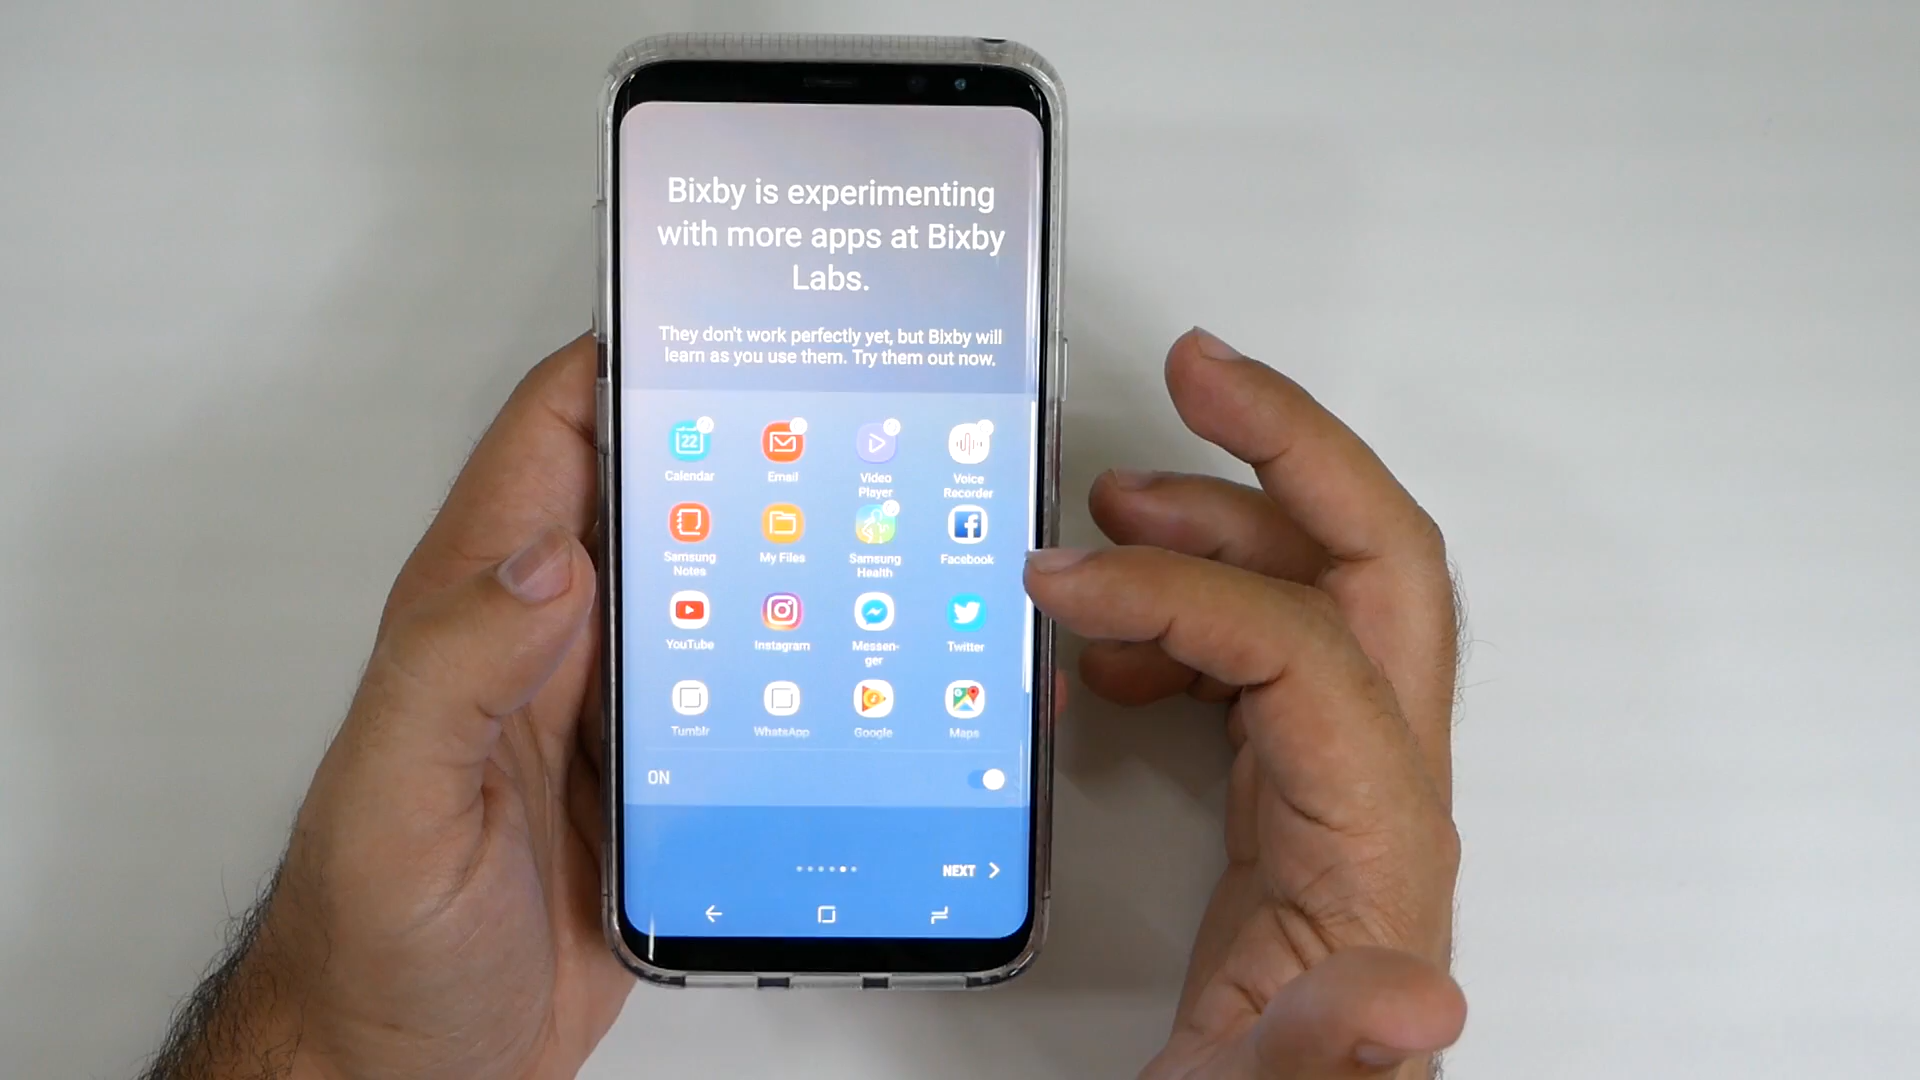 Bixby is experimenting
with more apps at Bixby
Labs.
They don't work perfectly yet, but Bixby will
learn as you use them. Try them out now.
22
Calendar
Email
Video
Player
Voice
Recorder
Samsung
Notes
My Files
Samsung
Health
Facebook
YouTube
Instagram
Messen-
ger
Twitter
Tumblr
WhatsApp
Google
Maps
ON
NEXT